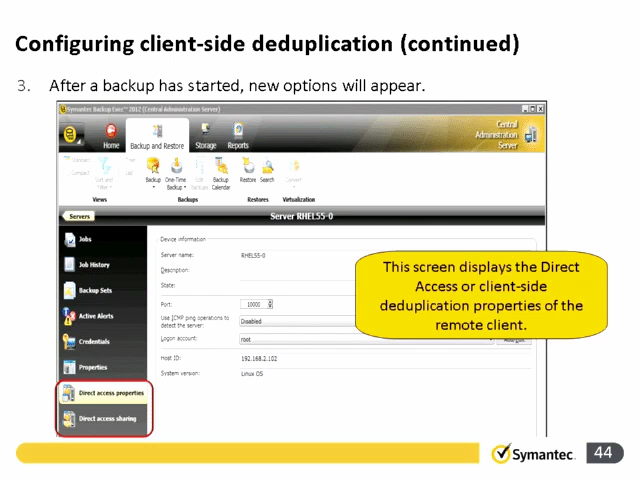 Configuring client-side deduplication (continued)
3. After a backup has started, new options will appear.
Symantec Backup Exec™ 2012 (Central Administration Server)
Home
Backup and Restore
Storage
Reports
Central
Administration
Server
Backup
One-Time
Backup
Backup
Calendar
Restore
Search
Views
Backups
Restores
Virtualization
Servers
Server RHEL55-0
Jobs
Job History
Backup Sets
Active Alerts
Credentials
Properties
Direct access properties
Direct access sharing
Device information
Server name: RHEL55-0
Description:
State:
Port: 10000
Use ICMP ping operations to
detect the server: Disabled
Logon account: root
Host ID: 192.168.2.102
System version: Linux OS
This screen displays the Direct
Access or client-side
deduplication properties of the
remote client.
Symantec.
44